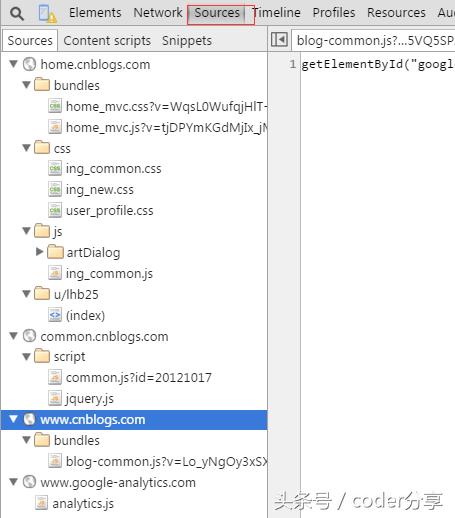 Elements Network Sources Timeline Profiles Resources Aud
Sources Content scripts Snippets blog-common.js?...5VQ5SP
home.cnblogs.com
1 getElementById("google
bundles
home_mvc.css?v=WqsL0WufqjHlT-
home_mvc.js?v=tjDPYmKGdMjIx_jM
css
ing_common.css
ing_new.css
user_profile.css
js
artDialog
ing_common.js
u/lhb25
(index)
common.cnblogs.com
script
common.js?id=20121017
jquery.js
www.cnblogs.com
bundles
blog-common.js?v=Lo_yNgOy3xSX
www.google-analytics.com
analytics.js
头条号 / coder分享